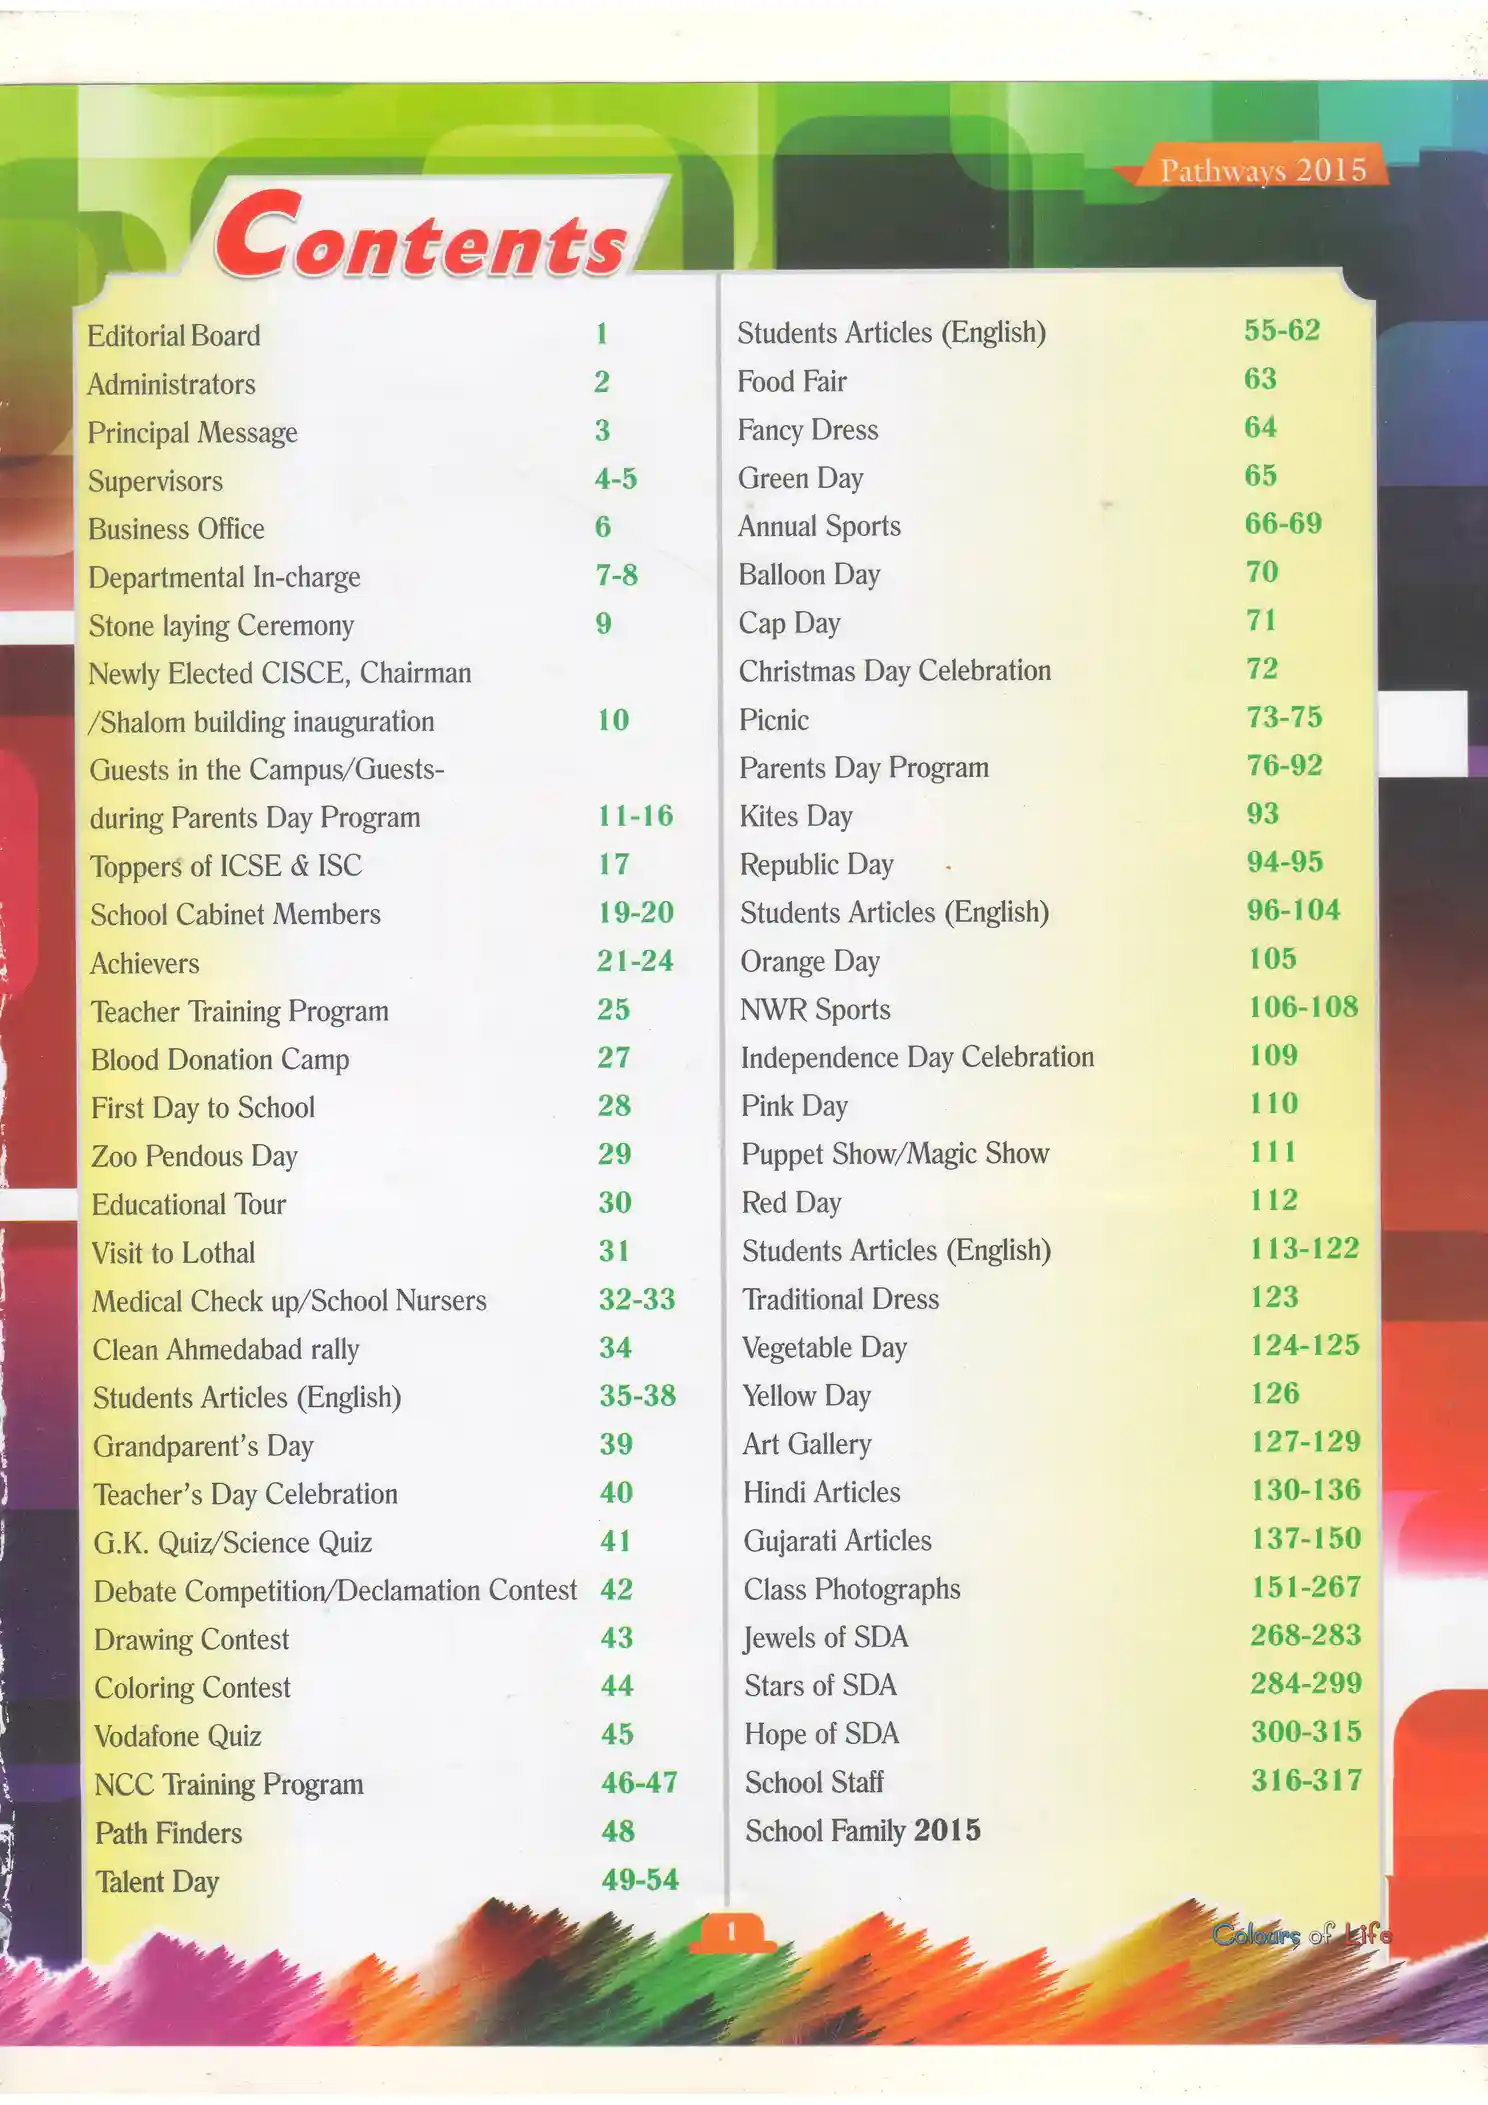 Pathways 2015
Contents
Editorial Board 1
Administrators 2
Principal Message 3
Supervisors 4-5
Business Office 6
Departmental In-charge 7-8
Stone laying Ceremony 9
Newly Elected CISCE, Chairman
/Shalom building inauguration 10
Guests in the Campus/Guests-
during Parents Day Program 11-16
Toppers of ICSE & ISC 17
School Cabinet Members 19-20
Achievers 21-24
Teacher Training Program 25
Blood Donation Camp 27
First Day to School 28
Zoo Pendous Day 29
Educational Tour 30
Visit to Lothal 31
Medical Check up/School Nursers 32-33
Clean Ahmedabad rally 34
Students Articles (English) 35-38
Grandparent's Day 39
Teacher's Day Celebration 40
G.K. Quiz/Science Quiz 41
Debate Competition/Declamation Contest 42
Drawing Contest 43
Coloring Contest 44
Vodafone Quiz 45
NCC Training Program 46-47
Path Finders 48
Talent Day 49-54
Students Articles (English) 55-62
Food Fair 63
Fancy Dress 64
Green Day 65
Annual Sports 66-69
Balloon Day 70
Cap Day 71
Christmas Day Celebration 72
Picnic 73-75
Parents Day Program 76-92
Kites Day 93
Republic Day 94-95
Students Articles (English) 96-104
Orange Day 105
NWR Sports 106-108
Independence Day Celebration 109
Pink Day 110
Puppet Show/Magic Show 111
Red Day 112
Students Articles (English) 113-122
Traditional Dress 123
Vegetable Day 124-125
Yellow Day 126
Art Gallery 127-129
Hindi Articles 130-136
Gujarati Articles 137-150
Class Photographs 151-267
Jewels of SDA 268-283
Stars of SDA 284-299
Hope of SDA 300-315
School Staff 316-317
School Family 2015
1
Colours of Life